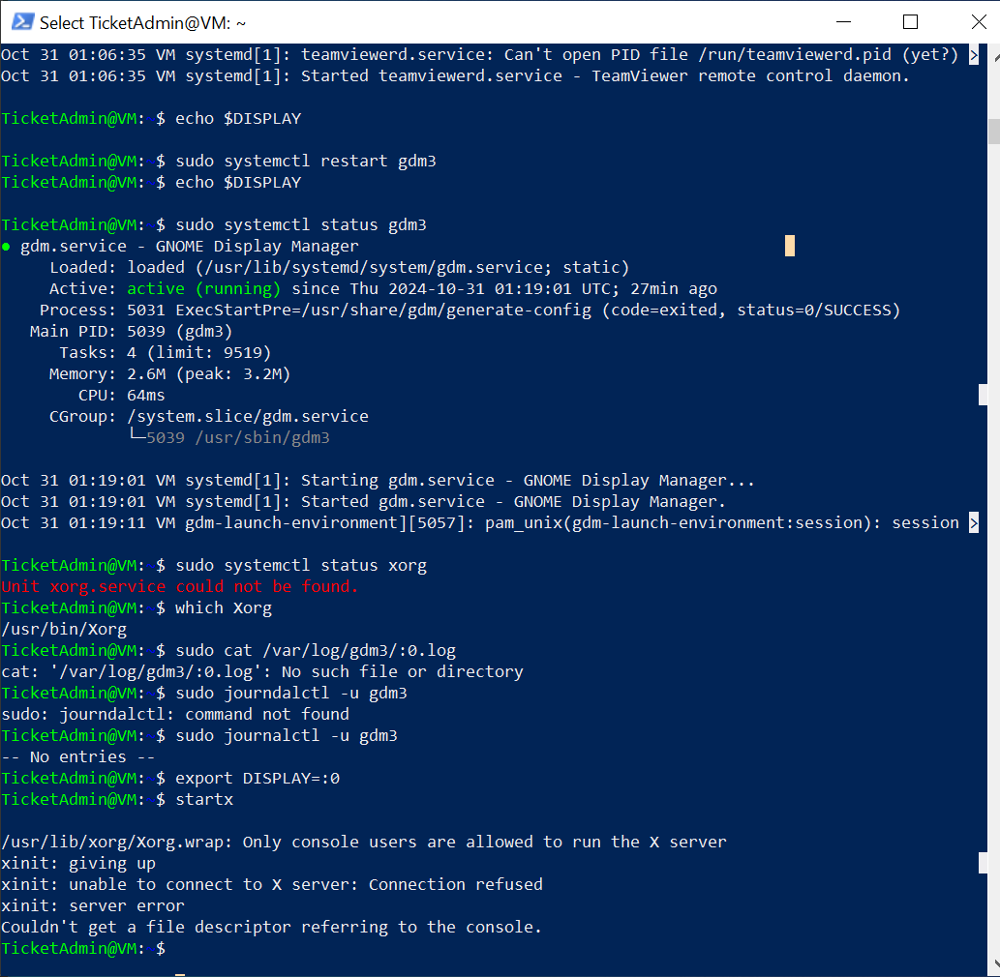 Select TicketAdmin@VM: ~
Oct 31 01:06:35 VM systemd[1]: teamviewerd.service: Can't open PID file /run/teamviewerd.pid (yet?) >
Oct 31 01:06:35 VM systemd[1]: Started teamviewerd.service - TeamViewer remote control daemon.
TicketAdmin@VM: $ echo $DISPLAY
TicketAdmin@VM: $ sudo systemctl restart gdm3
TicketAdmin@VM: $ echo $DISPLAY
TicketAdmin@VM: $ sudo systemctl status gdm3
● gdm.service - GNOME Display Manager
Loaded: loaded (/usr/lib/systemd/system/gdm.service; static)
Active: active (running) since Thu 2024-10-31 01:19:01 UTC; 27min ago
Process: 5031 ExecStartPre=/usr/share/gdm/generate-config (code=exited, status=0/SUCCESS)
Main PID: 5039 (gdm3)
Tasks: 4 (limit: 9519)
Memory: 2.6M (peak: 3.2M)
CPU: 64ms
CGroup: /system.slice/gdm.service
└─5039 /usr/sbin/gdm3
Oct 31 01:19:01 VM systemd[1]: Starting gdm.service - GNOME Display Manager...
Oct 31 01:19:01 VM systemd[1]: Started gdm.service - GNOME Display Manager.
Oct 31 01:19:11 VM gdm-launch-environment][5057]: pam_unix(gdm-launch-environment:session): session >
TicketAdmin@VM: $ sudo systemctl status xorg
Unit xorg.service could not be found.
TicketAdmin@VM: $ which Xorg
/usr/bin/Xorg
TicketAdmin@VM: $ sudo cat /var/log/gdm3/:0.log
cat: '/var/log/gdm3/:0.log': No such file or directory
TicketAdmin@VM: $ sudo journdalctl -u gdm3
sudo: journdalctl: command not found
TicketAdmin@VM: $ sudo journalctl -u gdm3
-- No entries --
TicketAdmin@VM: $ export DISPLAY=:0
TicketAdmin@VM: $ startx
/usr/lib/xorg/Xorg.wrap: Only console users are allowed to run the X server
xinit: giving up
xinit: unable to connect to X server: Connection refused
xinit: server error
Couldn't get a file descriptor referring to the console.
TicketAdmin@VM: $